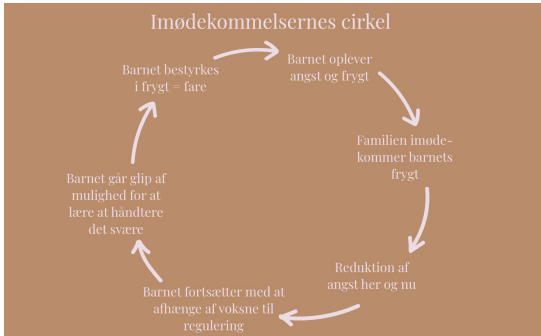 Imødekommelsernes cirkel
Barnet oplever
angst og frygt
Familien imøde-
kommer barnets
frygt
Reduktion af
angst her og nu
Barnet fortsætter med at
afhænge af voksne til
regulering
Barnet går glip af
mulighed for at
lære at håndtere
det svære
Barnet bestyrkes
i frygt = fare